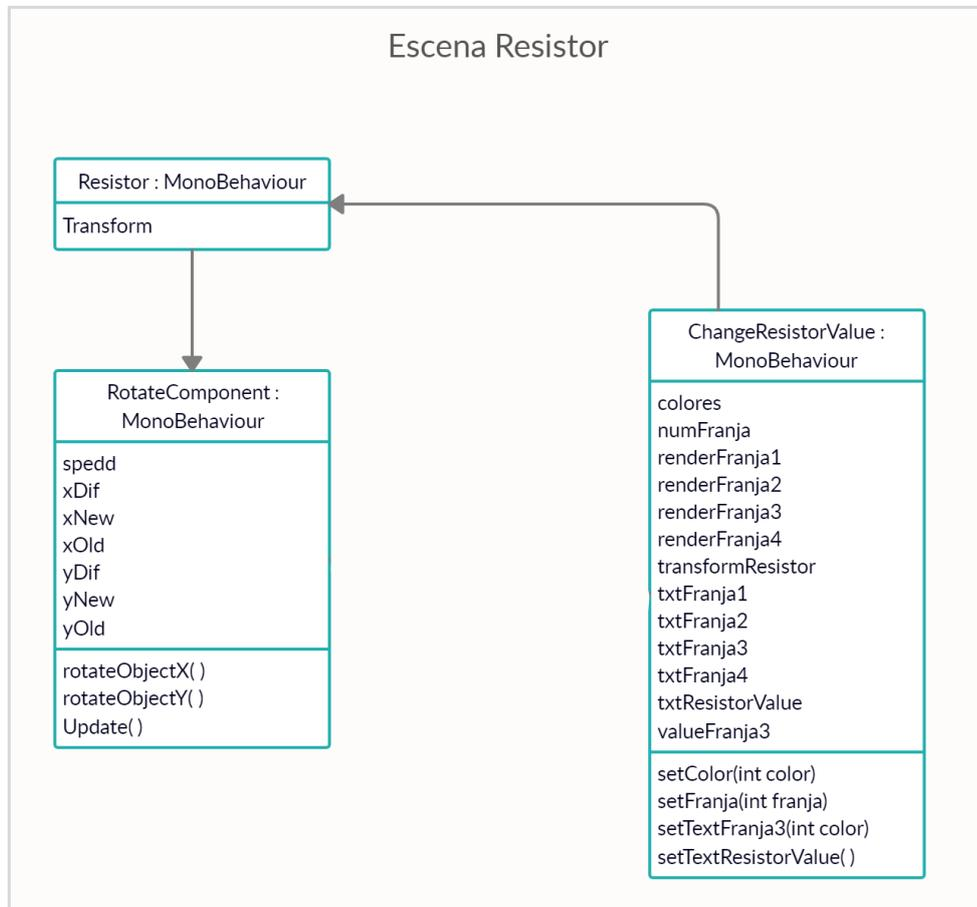 Escena Resistor
Resistor : MonoBehaviour
Transform
RotateComponent :
MonoBehaviour
spedd
xDif
xNew
xOld
yDif
yNew
yOld
rotateObjectX( )
rotateObjectY( )
Update( )
ChangeResistorValue :
MonoBehaviour
colores
numFranja
renderFranja1
renderFranja2
renderFranja3
renderFranja4
transformResistor
txtFranja1
txtFranja2
txtFranja3
txtFranja4
txtResistorValue
valueFranja3
setColor(int color)
setFranja(int franja)
setTextFranja3(int color)
setTextResistorValue( )